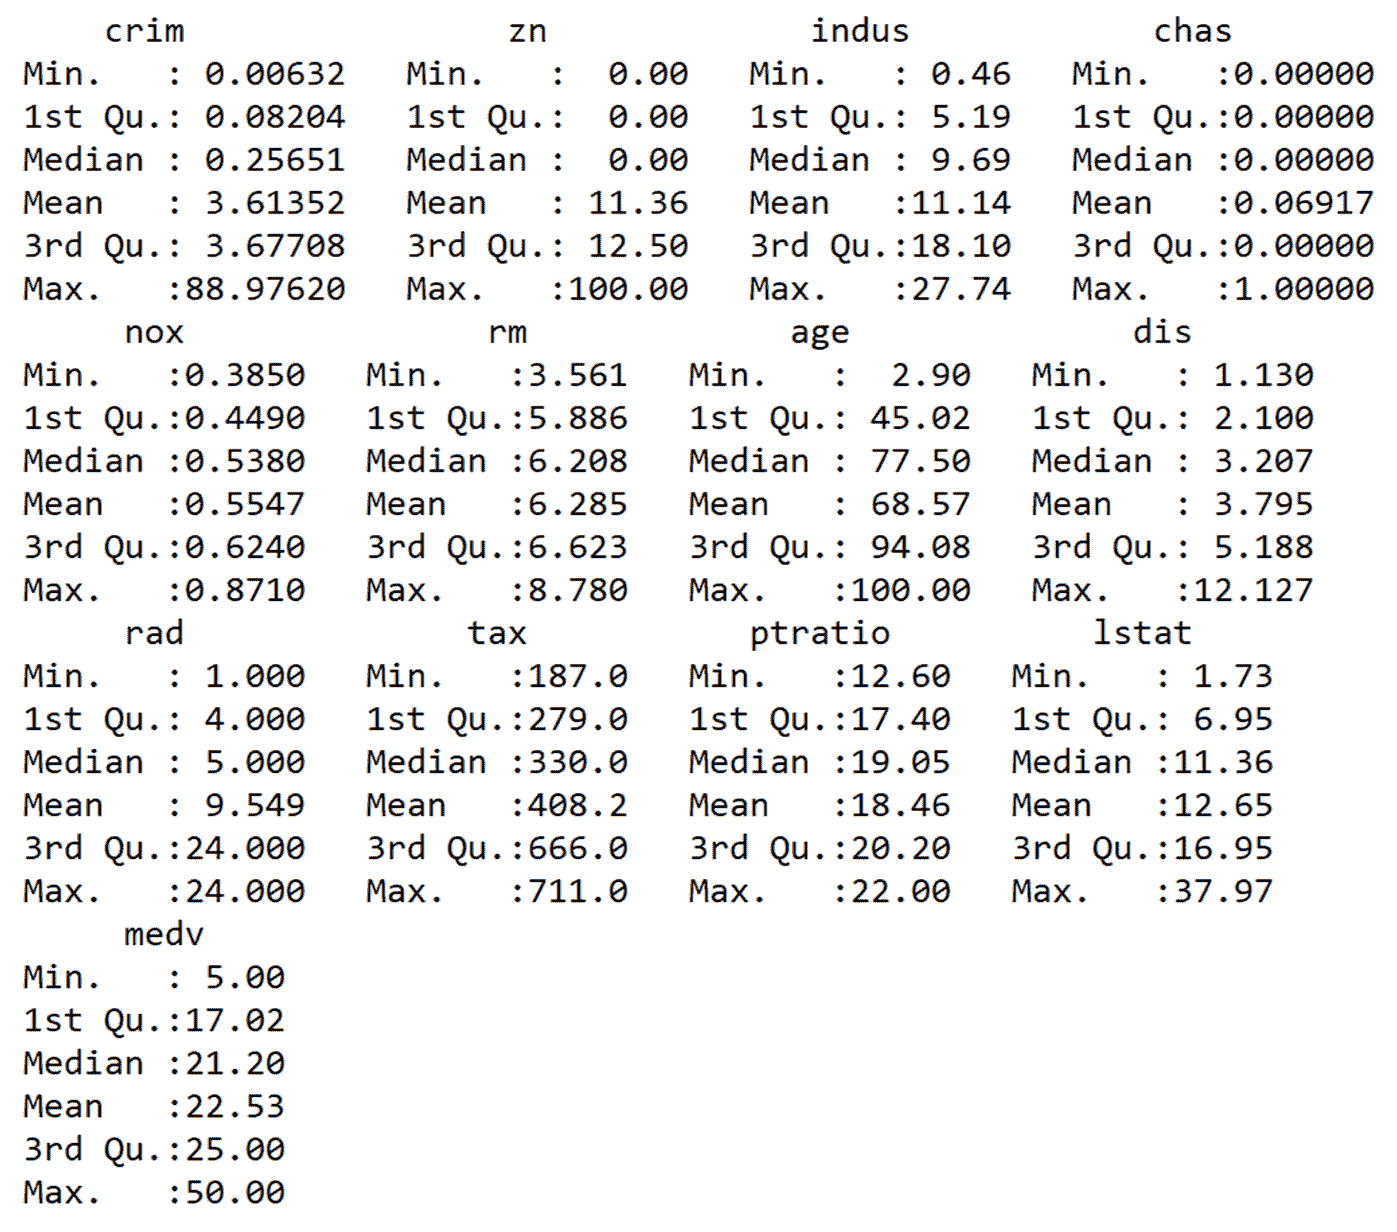 crim                zn             indus            chas
Min.   : 0.00632   Min.   :  0.00   Min.   : 0.46   Min.   :0.00000
1st Qu.: 0.08204   1st Qu.:  0.00   1st Qu.: 5.19   1st Qu.:0.00000
Median : 0.25651   Median :  0.00   Median : 9.69   Median :0.00000
Mean   : 3.61352   Mean   : 11.36   Mean   :11.14   Mean   :0.06917
3rd Qu.: 3.67708   3rd Qu.: 12.50   3rd Qu.:18.10   3rd Qu.:0.00000
Max.   :88.97620   Max.   :100.00   Max.   :27.74   Max.   :1.00000
     nox               rm             age              dis
Min.   :0.3850   Min.   :3.561   Min.   :  2.90   Min.   : 1.130
1st Qu.:0.4490   1st Qu.:5.886   1st Qu.: 45.02   1st Qu.: 2.100
Median :0.5380   Median :6.208   Median : 77.50   Median : 3.207
Mean   :0.5547   Mean   :6.285   Mean   : 68.57   Mean   : 3.795
3rd Qu.:0.6240   3rd Qu.:6.623   3rd Qu.: 94.08   3rd Qu.: 5.188
Max.   :0.8710   Max.   :8.780   Max.   :100.00   Max.   :12.127
     rad              tax           ptratio          lstat
Min.   : 1.000   Min.   :187.0   Min.   :12.60   Min.   : 1.73
1st Qu.: 4.000   1st Qu.:279.0   1st Qu.:17.40   1st Qu.: 6.95
Median : 5.000   Median :330.0   Median :19.05   Median :11.36
Mean   : 9.549   Mean   :408.2   Mean   :18.46   Mean   :12.65
3rd Qu.:24.000   3rd Qu.:666.0   3rd Qu.:20.20   3rd Qu.:16.95
Max.   :24.000   Max.   :711.0   Max.   :22.00   Max.   :37.97
     medv
Min.   : 5.00
1st Qu.:17.02
Median :21.20
Mean   :22.53
3rd Qu.:25.00
Max.   :50.00